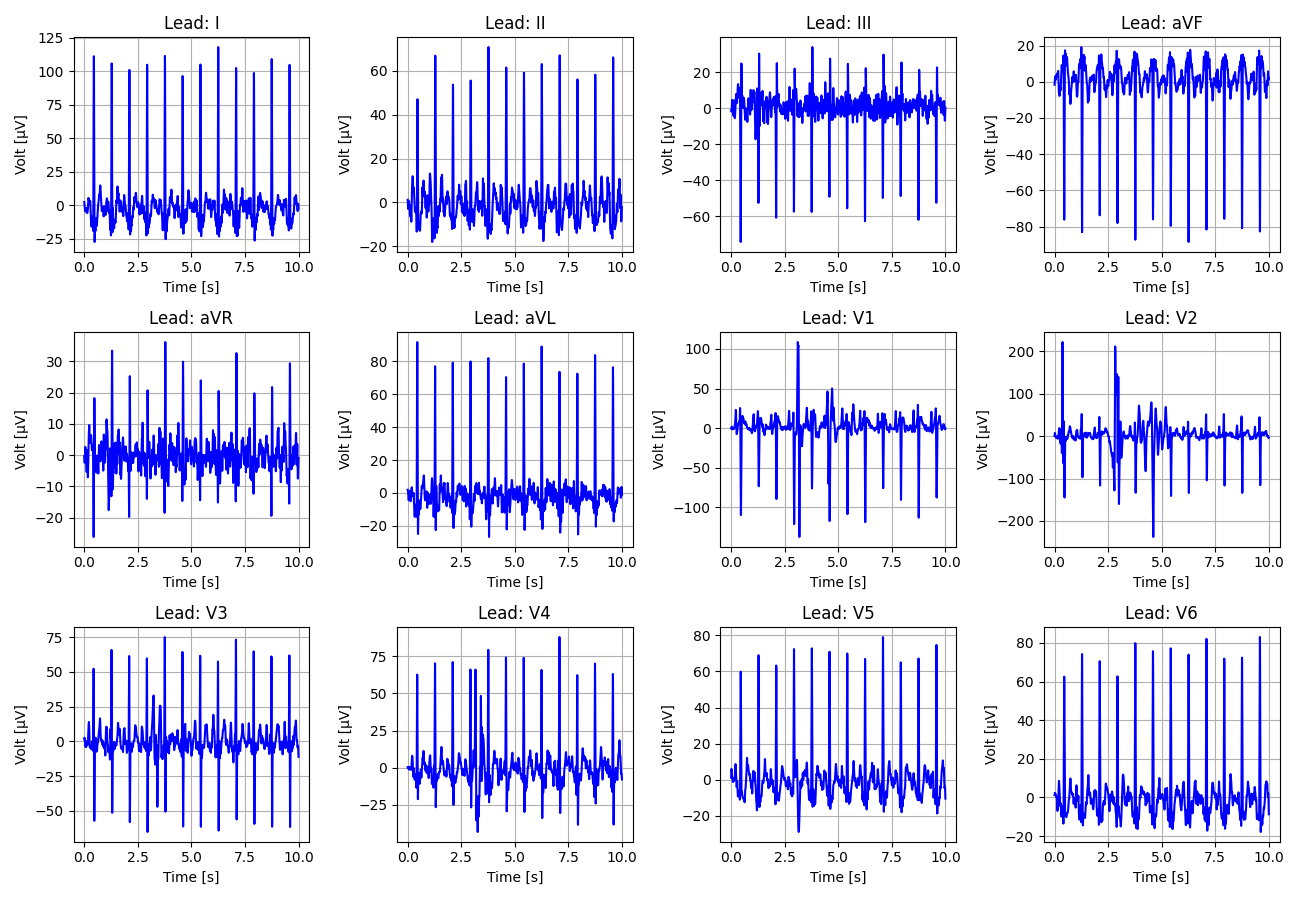 Lead: I
Lead: II
Lead: III
Lead: aVF
125
100
75
50
25
0
−25
Volt [µV]
0.0 2.5 5.0 7.5 10.0
Time [s]
60
40
20
0
−20
Volt [µV]
0.0 2.5 5.0 7.5 10.0
Time [s]
20
0
−20
−40
−60
Volt [µV]
0.0 2.5 5.0 7.5 10.0
Time [s]
20
0
−20
−40
−60
−80
Volt [µV]
0.0 2.5 5.0 7.5 10.0
Time [s]
Lead: aVR
Lead: aVL
Lead: V1
Lead: V2
30
20
10
0
−10
−20
Volt [µV]
0.0 2.5 5.0 7.5 10.0
Time [s]
80
60
40
20
0
−20
Volt [µV]
0.0 2.5 5.0 7.5 10.0
Time [s]
100
50
0
−50
−100
Volt [µV]
0.0 2.5 5.0 7.5 10.0
Time [s]
200
100
0
−100
−200
Volt [µV]
0.0 2.5 5.0 7.5 10.0
Time [s]
Lead: V3
Lead: V4
Lead: V5
Lead: V6
75
50
25
0
−25
−50
Volt [µV]
0.0 2.5 5.0 7.5 10.0
Time [s]
75
50
25
0
−25
Volt [µV]
0.0 2.5 5.0 7.5 10.0
Time [s]
80
60
40
20
0
−20
Volt [µV]
0.0 2.5 5.0 7.5 10.0
Time [s]
80
60
40
20
0
−20
Volt [µV]
0.0 2.5 5.0 7.5 10.0
Time [s]